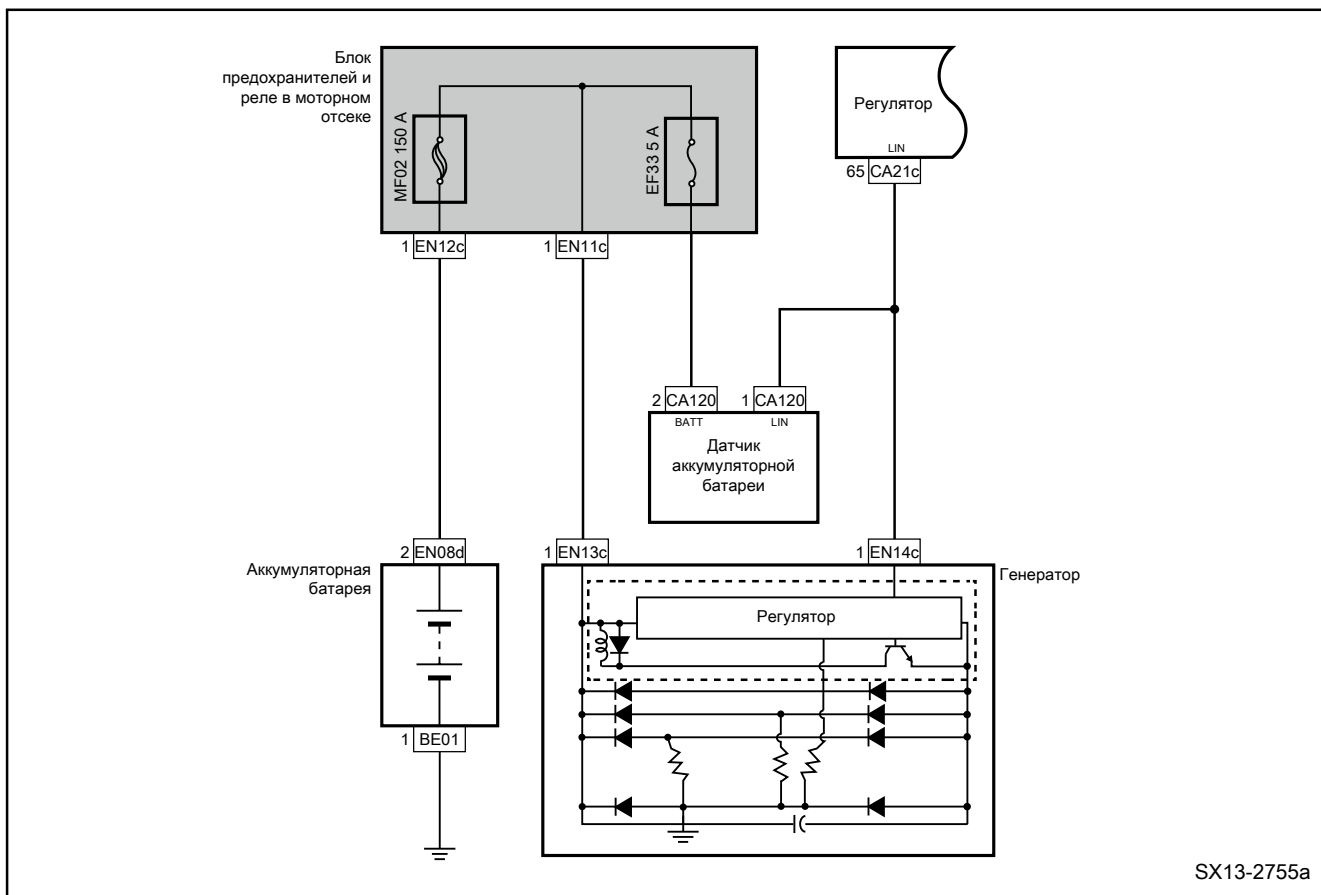 Блок
предохранителей и
реле в моторном
отсеке
MF02 150 A
EF33 5 A
Регулятор
LIN
65 CA21c
1 EN12c
1 EN11c
2 CA120
1 CA120
BATT
LIN
Датчик
аккумуляторной
батареи
2 EN08d
1 EN13c
1 EN14c
Аккумуляторная
батарея
Генератор
Регулятор
1 BE01
SX13-2755a